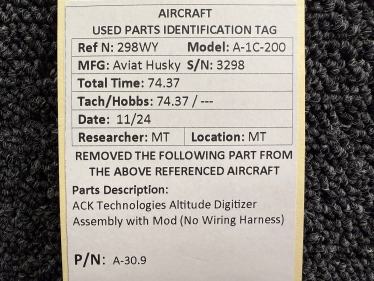 AIRCRAFT
USED PARTS IDENTIFICATION TAG
Ref N: 298WY Model: A-1C-200
MFG: Aviat Husky S/N: 3298
Total Time: 74.37
Tach/Hobbs: 74.37 / ---
Date: 11/24
Researcher: MT Location: MT
REMOVED THE FOLLOWING PART FROM
THE ABOVE REFERENCED AIRCRAFT
Parts Description:
ACK Technologies Altitude Digitizer
Assembly with Mod (No Wiring Harness)
P/N: A-30.9